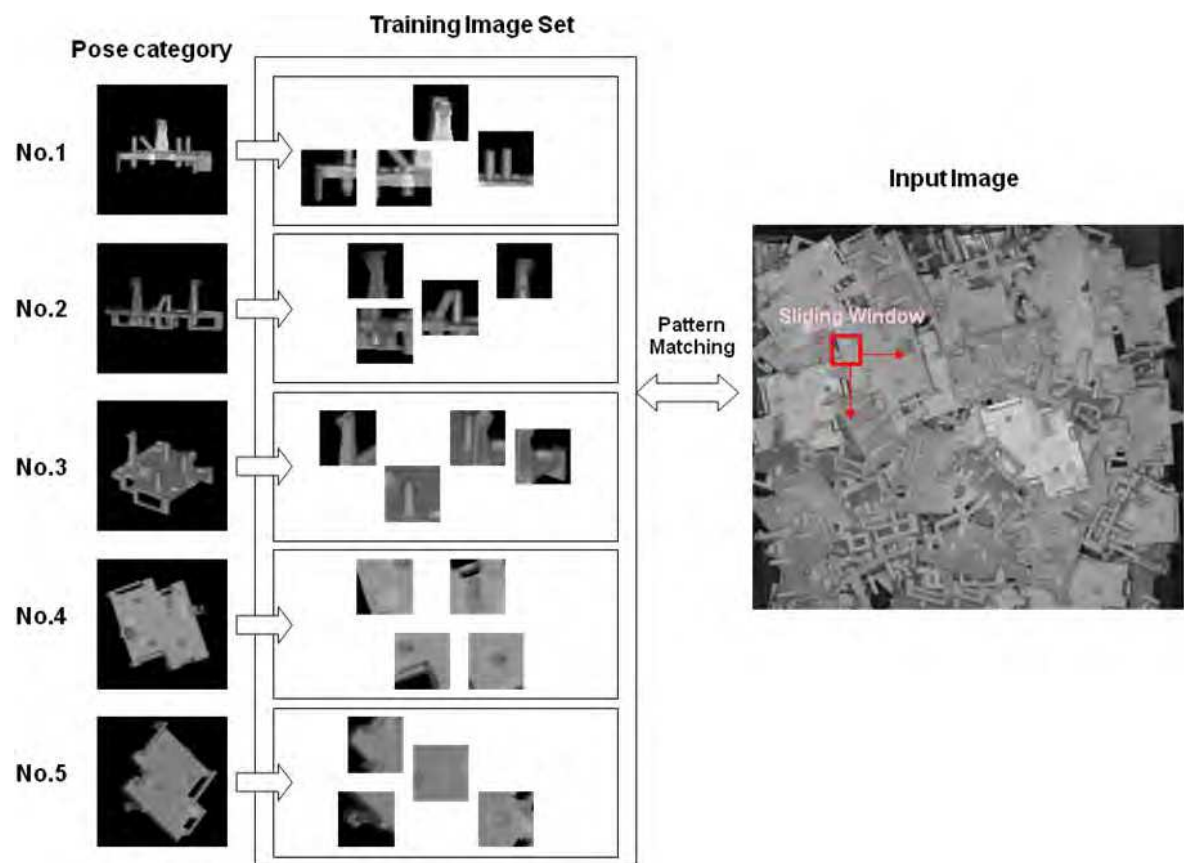 Training Image Set
Pose category
No.1
No.2
No.3
No.4
No.5
Pattern
Matching
Input Image
Sliding Window